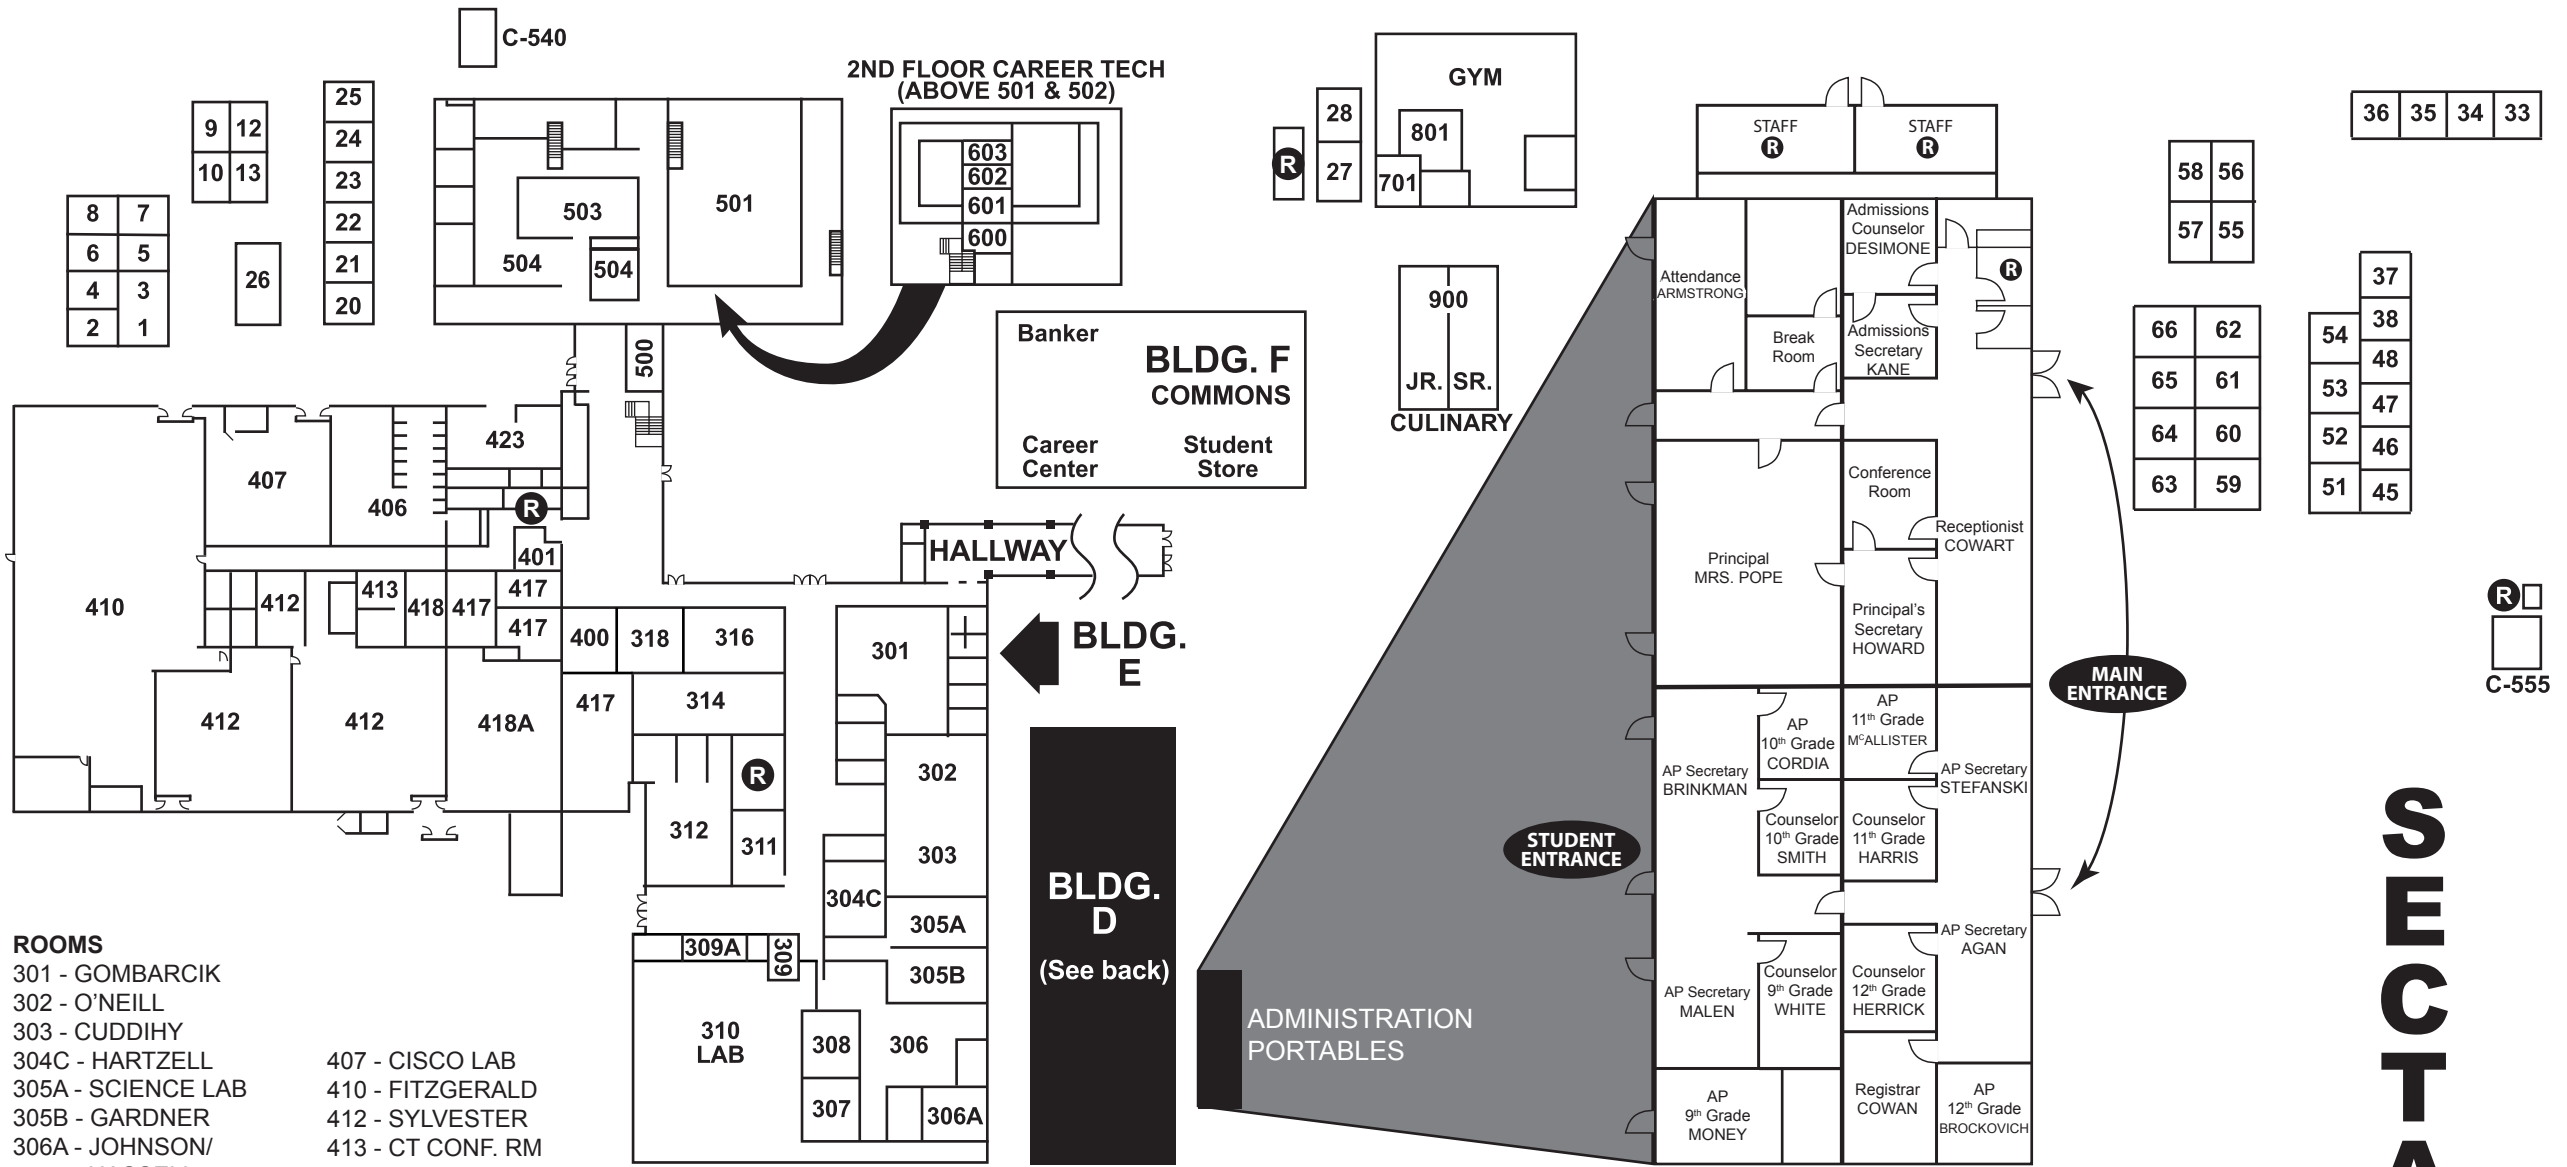 C-540
2ND FLOOR CAREER TECH
(ABOVE 501 & 502)
603
602
601
600
9 12
10 13
8 7
6 5
4 3
2 1
26
25
24
23
22
21
20
503
501
504
504
500
R
28
27
GYM
801
701
900
JR. SR.
CULINARY
Banker
BLDG. F
COMMONS
Career
Center
Student
Store
HALLWAY
BLDG.
E
BLDG.
D
(See back)
423
407
406
R
401
410
412
413
418
417
417
417
412
412
418A
417
400
318
316
314
R
312
311
301
302
303
304C
305A
305B
309A
309
310
LAB
308
307
306
306A
ROOMS
301 - GOMBARCIK
302 - O'NEILL
303 - CUDDIHY
304C - HARTZELL
305A - SCIENCE LAB
305B - GARDNER
306A - JOHNSON/
407 - CISCO LAB
410 - FITZGERALD
412 - SYLVESTER
413 - CT CONF. RM
STUDENT
ENTRANCE
ADMINISTRATION
PORTABLES
STAFF
R
STAFF
R
Attendance
ARMSTRONG
Break
Room
Admissions
Counselor
DESIMONE
R
Admissions
Secretary
KANE
Conference
Room
Receptionist
COWART
Principal
MRS. POPE
Principal's
Secretary
HOWARD
AP Secretary
BRINKMAN
AP
10th Grade
CORDIA
AP
11th Grade
MCALLISTER
AP Secretary
STEFANSKI
Counselor
10th Grade
SMITH
Counselor
11th Grade
HARRIS
AP Secretary
AGAN
AP Secretary
MALEN
Counselor
9th Grade
WHITE
Counselor
12th Grade
HERRICK
AP
9th Grade
MONEY
Registrar
COWAN
AP
12th Grade
BROCKOVICH
MAIN
ENTRANCE
36 35 34 33
58 56
57 55
66 62
65 61
64 60
63 59
54
53
52
51
37
38
48
47
46
45
R
C-555
S
E
C
T
A